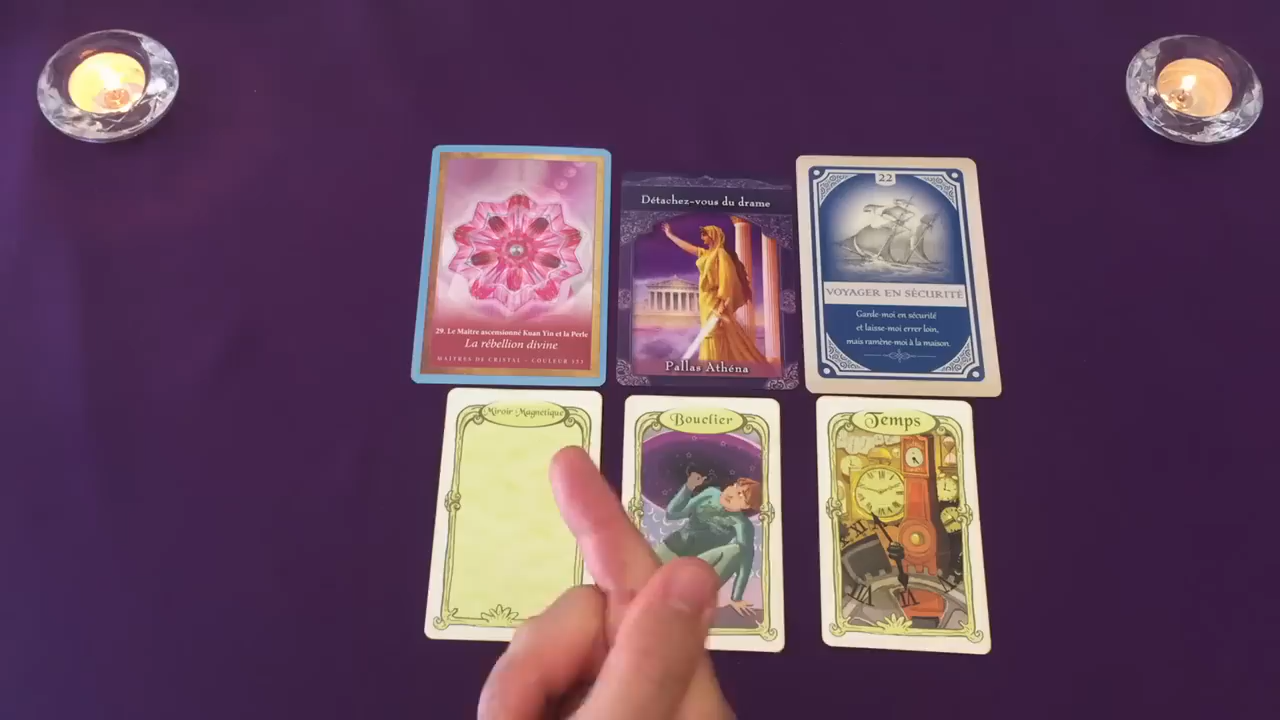 29. Le Maître ascensionné Kuan Yin et la Perle
La rébellion divine
MAÎTRES DE CRISTAL - COULEUR 151
Détachez-vous du drame
Pallas Athéna
22
VOYAGER EN SÉCURITÉ
Garde-moi en sécurité
et laisse-moi errer loin,
mais ramène-moi à la maison.
Miroir Magnétique
Bouclier
Temps